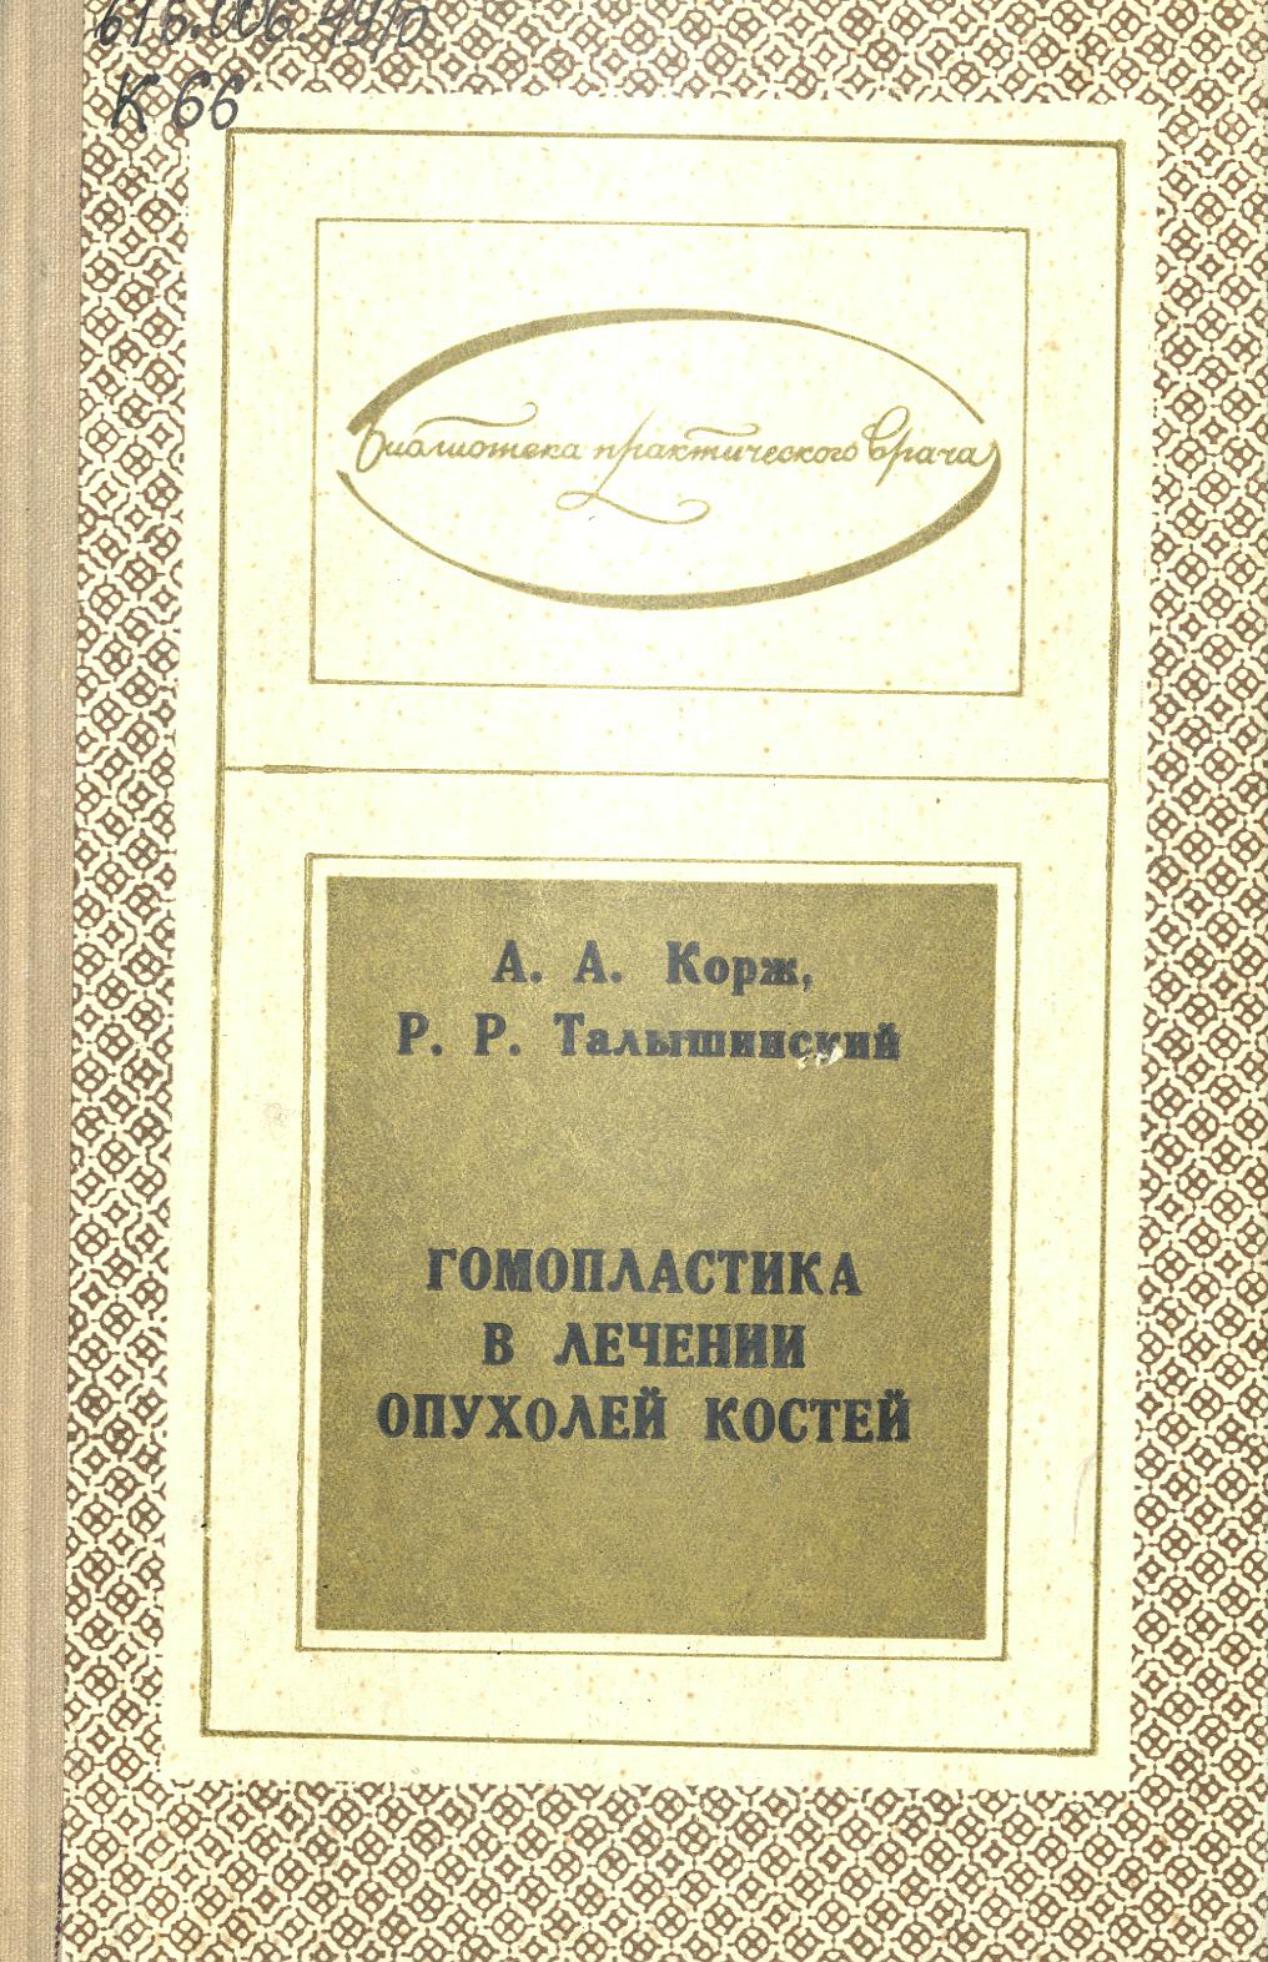 К 66
Библиотека практического врача
А. А. Корж,
Р. Р. Талышинский
ГОМОПЛАСТИКА
В ЛЕЧЕНИИ
ОПУХОЛЕЙ КОСТЕЙ